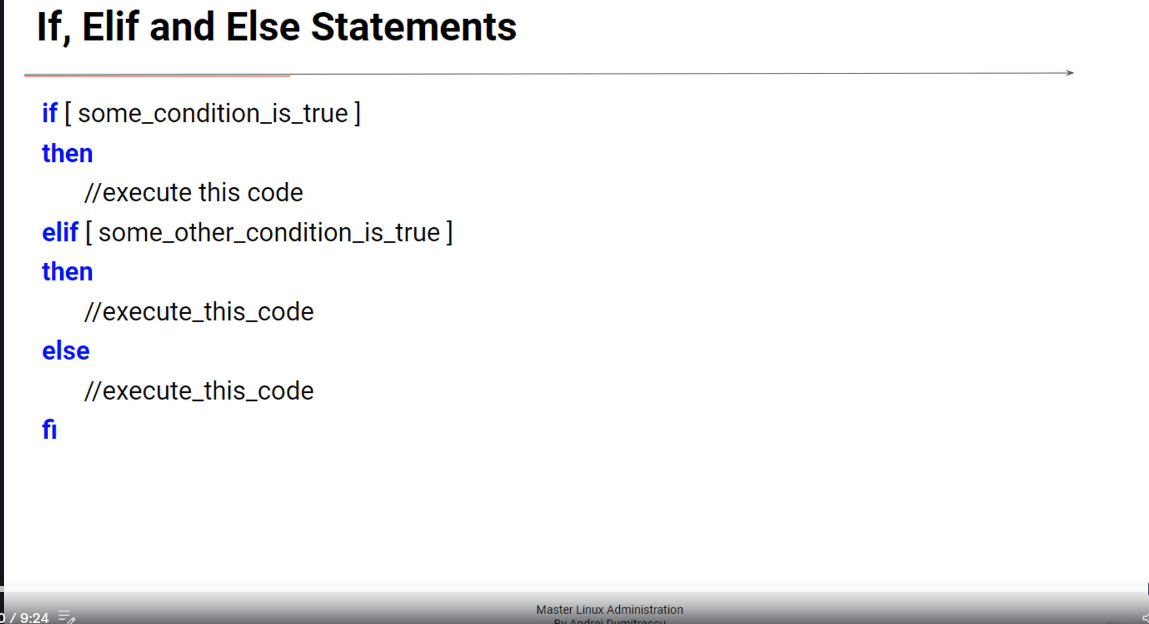 If, Elif and Else Statements
if [ some_condition_is_true ]
then
//execute this code
elif [ some_other_condition_is_true ]
then
//execute_this_code
else
//execute_this_code
fi
Master Linux Administration
By Andrei Dumitrescu
0 / 9:24